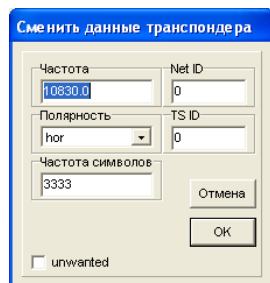 Сменить данные транспондера
Частота
Net ID
10830.0
0
Полярность
TS ID
hor
0
Частота символов
3333
Отмена
OK
unwanted